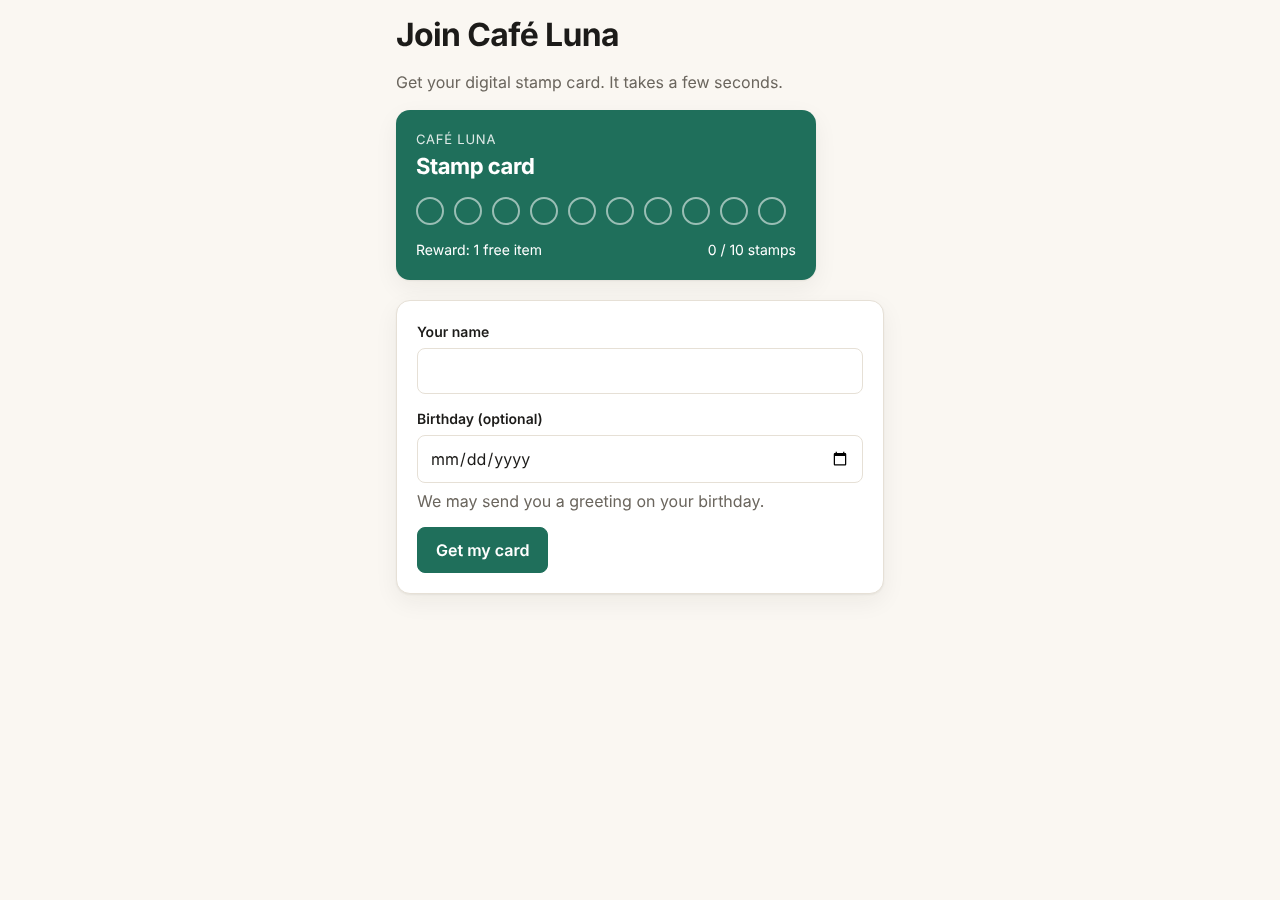 Join Café Luna
Get your digital stamp card. It takes a few seconds.
CAFÉ LUNA
Stamp card
Reward: 1 free item
0 / 10 stamps
Your name
Birthday (optional)
mm/dd/yyyy
We may send you a greeting on your birthday.
Get my card